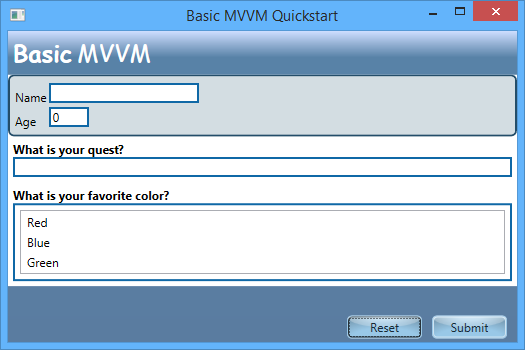 Basic MVVM Quickstart
Basic MVVM
Name
Age 0
What is your quest?
What is your favorite color?
Red
Blue
Green
Reset Submit